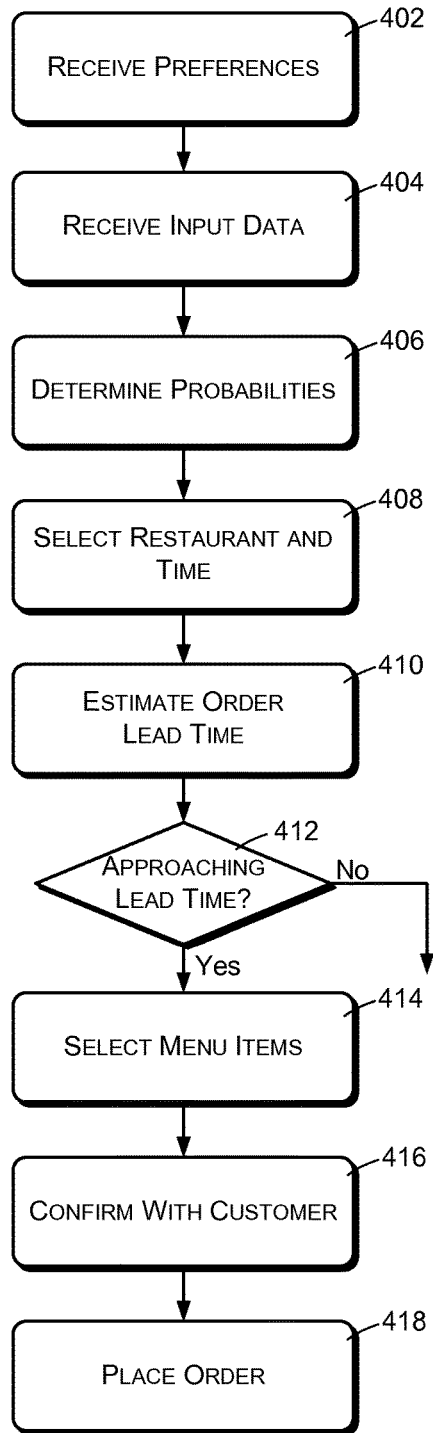 402
RECEIVE PREFERENCES
404
RECEIVE INPUT DATA
406
DETERMINE PROBABILITIES
408
SELECT RESTAURANT AND
TIME
410
ESTIMATE ORDER
LEAD TIME
412
APPROACHING
LEAD TIME?
No
Yes
414
SELECT MENU ITEMS
416
CONFIRM WITH CUSTOMER
418
PLACE ORDER